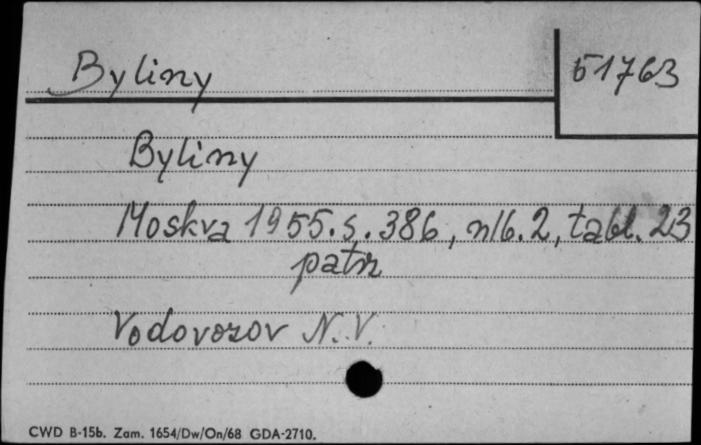 Byliny
51763
Byliny
Moskva 1955. s. 386, nlb. 2, tabl. 23
patrz
Vodovozov N. V.
CWD B-15b. Zam. 1654/Dw/On/68 GDA-2710.